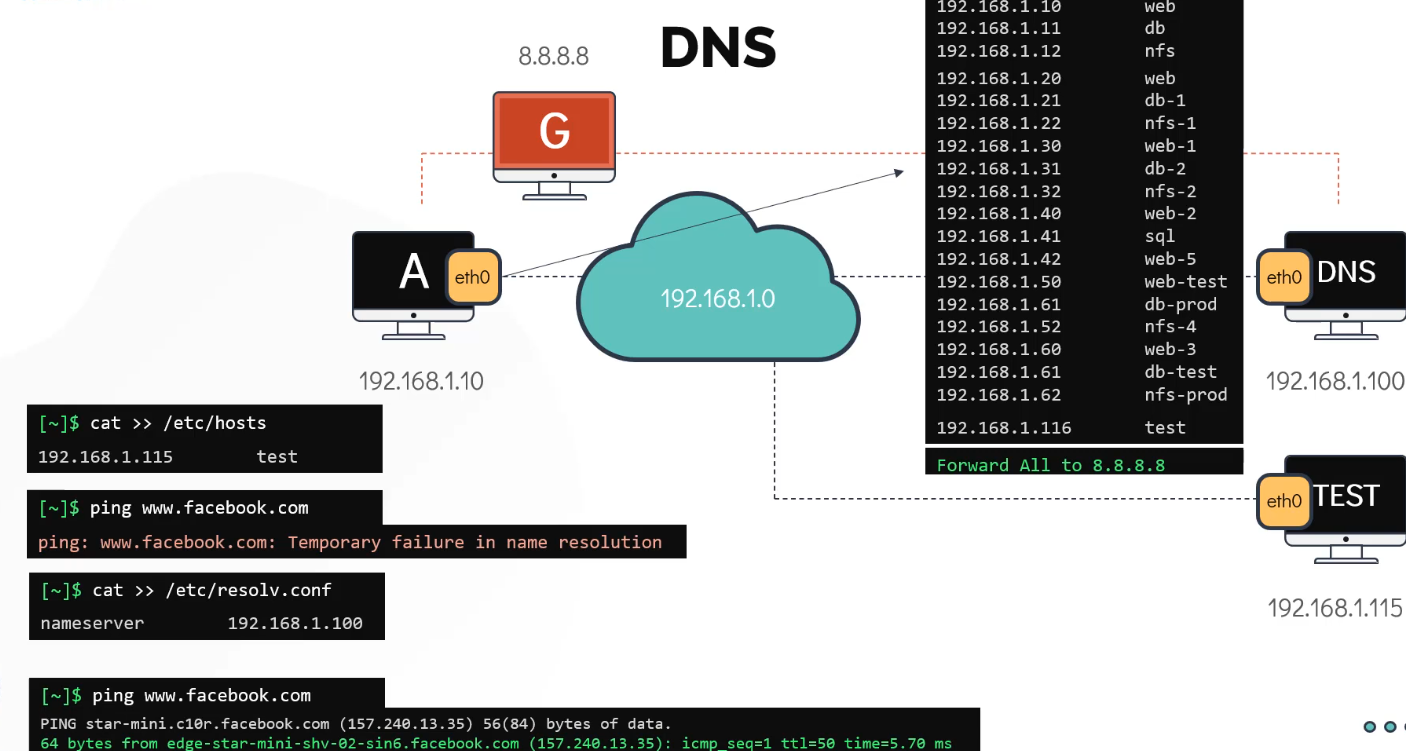 DNS
8.8.8.8
G
A
eth0
192.168.1.10
192.168.1.0
192.168.1.10 web
192.168.1.11 db
192.168.1.12 nfs
192.168.1.20 web
192.168.1.21 db-1
192.168.1.22 nfs-1
192.168.1.30 web-1
192.168.1.31 db-2
192.168.1.32 nfs-2
192.168.1.40 web-2
192.168.1.41 sql
192.168.1.42 web-5
192.168.1.50 web-test
192.168.1.61 db-prod
192.168.1.52 nfs-4
192.168.1.60 web-3
192.168.1.61 db-test
192.168.1.62 nfs-prod
192.168.1.116 test
Forward All to 8.8.8.8
eth0 DNS
192.168.1.100
eth0 TEST
192.168.1.115
[~]$ cat >> /etc/hosts
192.168.1.115 test
[~]$ ping www.facebook.com
ping: www.facebook.com: Temporary failure in name resolution
[~]$ cat >> /etc/resolv.conf
nameserver 192.168.1.100
[~]$ ping www.facebook.com
PING star-mini.c10r.facebook.com (157.240.13.35) 56(84) bytes of data.
64 bytes from edge-star-mini-shv-02-sin6.facebook.com (157.240.13.35): icmp_seq=1 ttl=50 time=5.70 ms